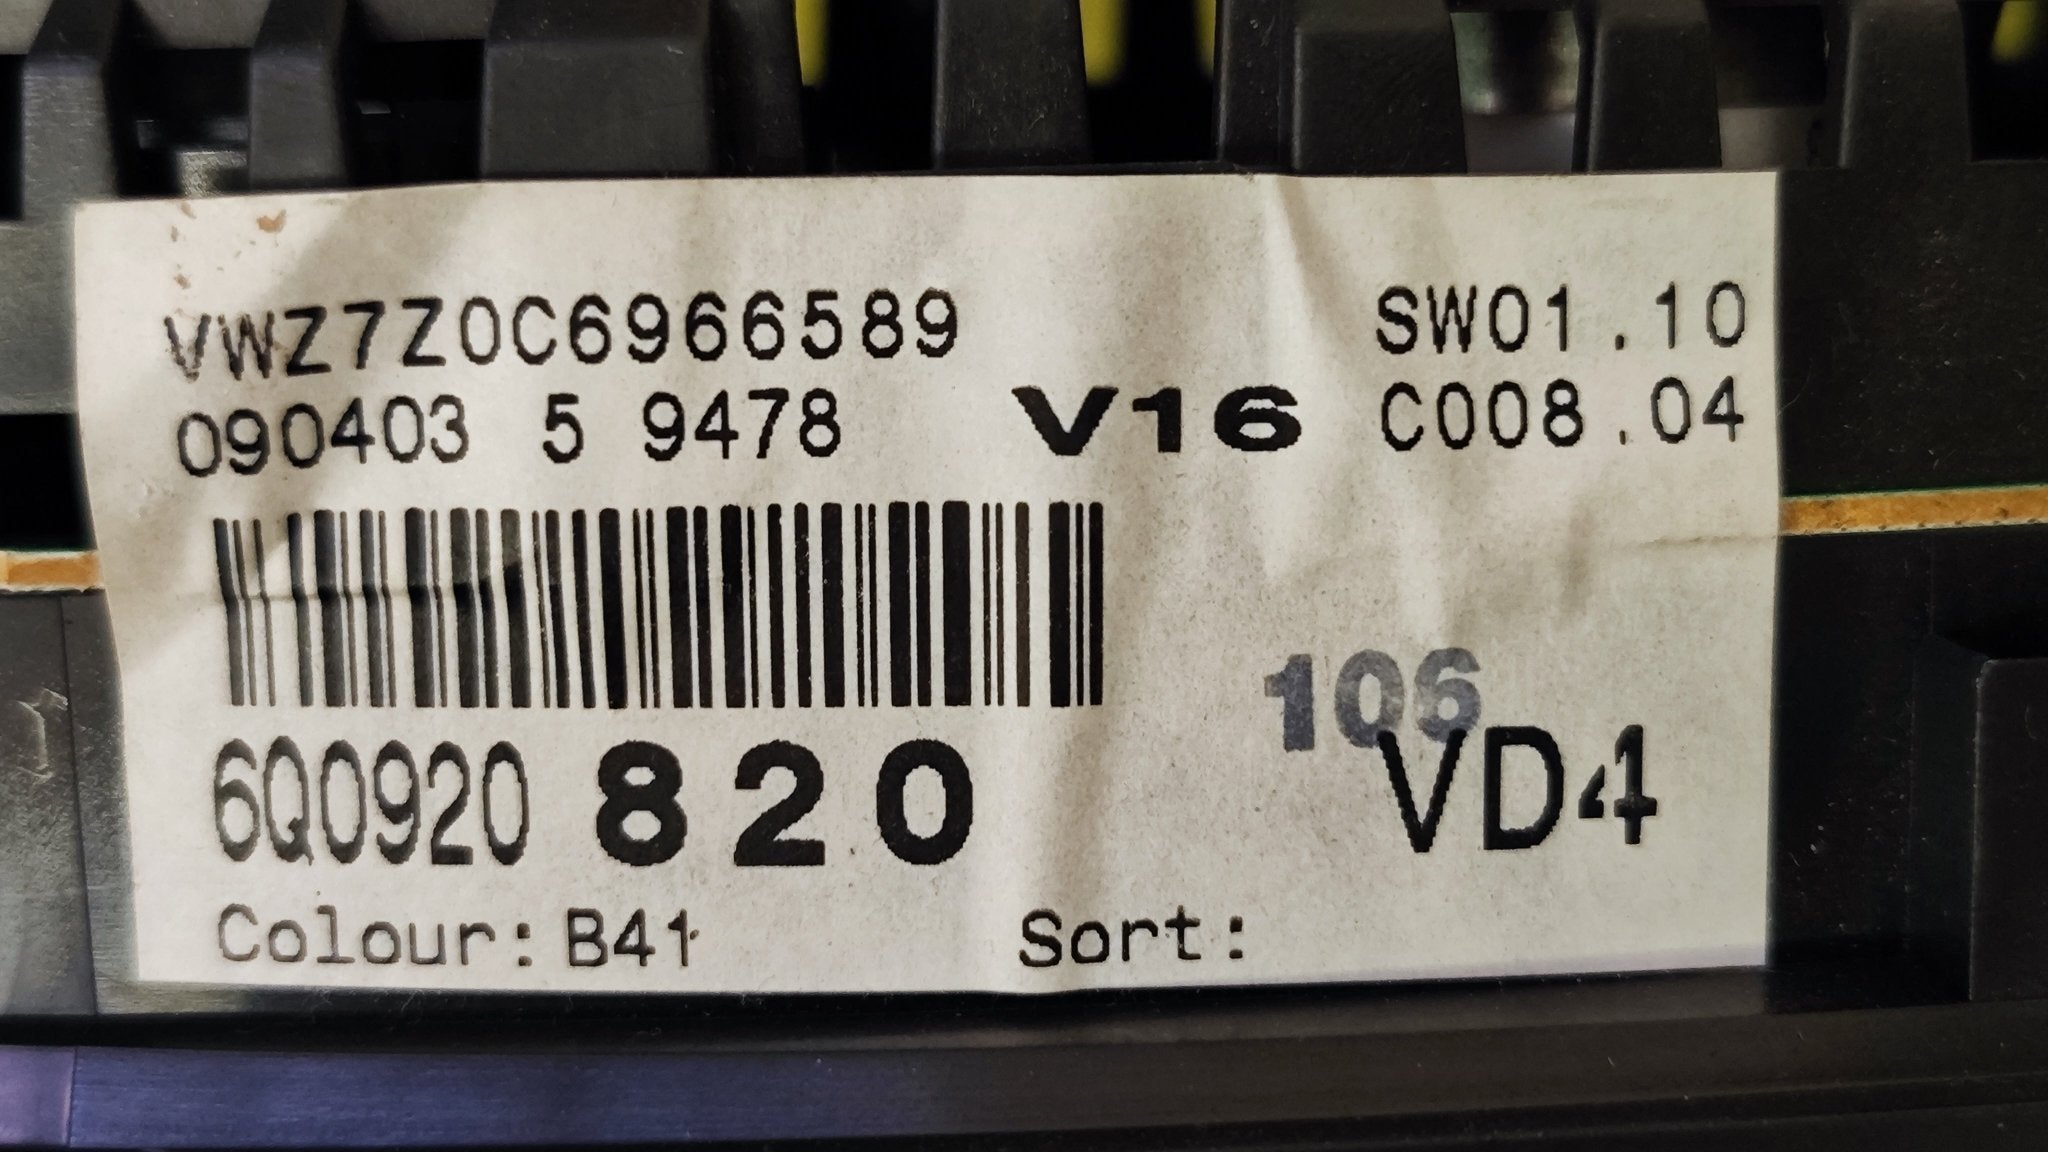 VWZ7Z0C6966589 SW01.10
090403 5 9478 V16 C008.04
106
6Q0920 820 VD4
Colour: B41 Sort: